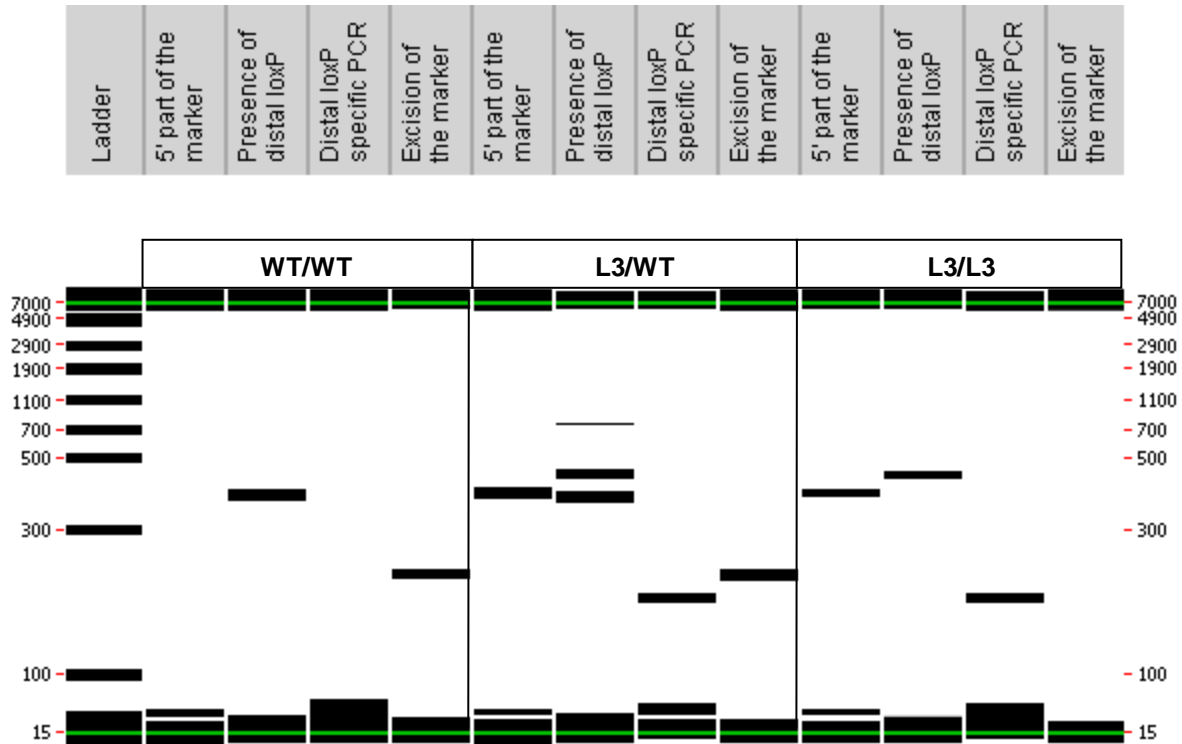 Ladder
5' part of the
marker
Presence of
distal loxP
Distal loxP
specific PCR
Excision of
the marker
5' part of the
marker
Presence of
distal loxP
Distal loxP
specific PCR
Excision of
the marker
5' part of the
marker
Presence of
distal loxP
Distal loxP
specific PCR
Excision of
the marker
WT/WT
L3/WT
L3/L3
7000
4900
2900
1900
1100
700
500
300
100
15
7000
4900
2900
1900
1100
700
500
300
100
15